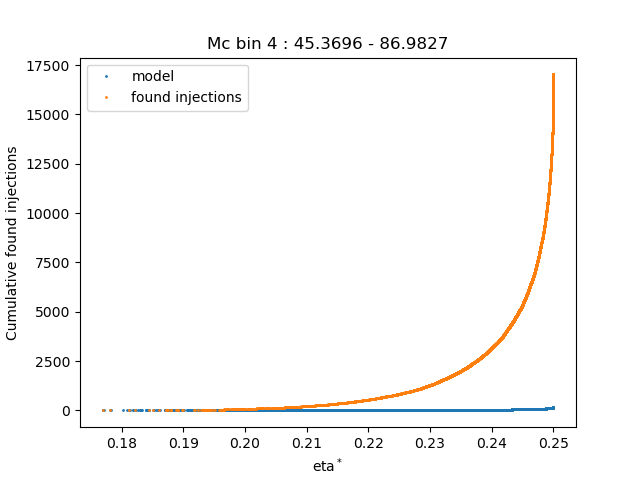 Mc bin 4 : 45.3696 - 86.9827
model
found injections
Cumulative found injections
17500
15000
12500
10000
7500
5000
2500
0
0.18 0.19 0.20 0.21 0.22 0.23 0.24 0.25
eta*